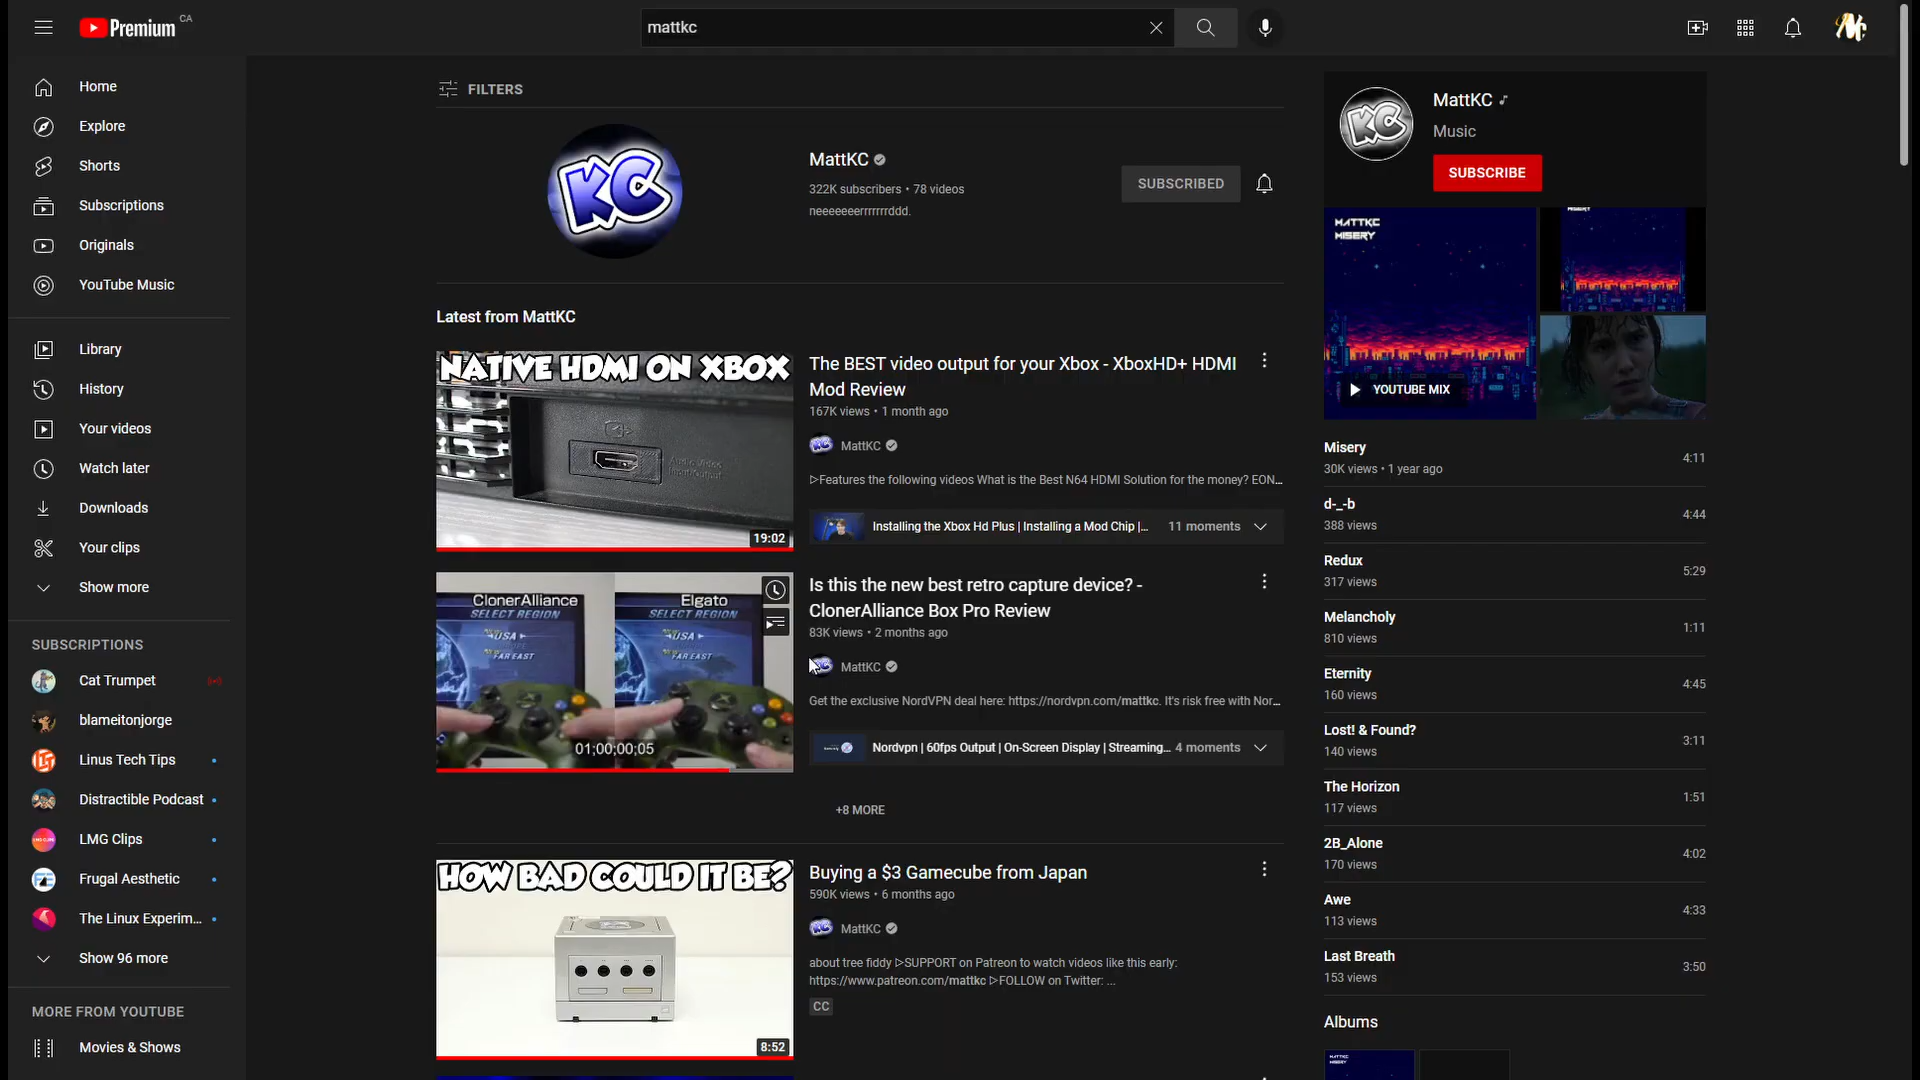 Premium CA
mattkc
Home
Explore
Shorts
Subscriptions
Originals
YouTube Music
Library
History
Your videos
Watch later
Downloads
Your clips
Show more
SUBSCRIPTIONS
Cat Trumpet
blameitonjorge
Linus Tech Tips
Distractible Podcast
LMG Clips
Frugal Aesthetic
The Linux Experim...
Show 96 more
MORE FROM YOUTUBE
Movies & Shows
FILTERS
KC
MattKC
322K subscribers • 78 videos
neeeeeerrrrrrrddd.
SUBSCRIBED
Latest from MattKC
NATIVE HDMI ON XBOX
19:02
The BEST video output for your Xbox - XboxHD+ HDMI
Mod Review
167K views • 1 month ago
MattKC
▷Features the following videos What is the Best N64 HDMI Solution for the money? EON...
Installing the Xbox Hd Plus | Installing a Mod Chip |...
11 moments
ClonerAlliance
SELECT REGION
USA
FAR EAST
Elgato
SELECT REGION
USA
FAR EAST
01;00;00;05
Is this the new best retro capture device? -
ClonerAlliance Box Pro Review
83K views • 2 months ago
MattKC
Get the exclusive NordVPN deal here: https://nordvpn.com/mattkc. It's risk free with Nor...
Nordvpn | 60fps Output | On-Screen Display | Streaming...
4 moments
+8 MORE
HOW BAD COULD IT BE?
8:52
Buying a $3 Gamecube from Japan
590K views • 6 months ago
MattKC
about tree fiddy ▷SUPPORT on Patreon to watch videos like this early:
https://www.patreon.com/mattkc ▷FOLLOW on Twitter: ...
CC
KC
MattKC
Music
SUBSCRIBE
MATTKC
MISERY
MISERY
YOUTUBE MIX
Misery
30K views • 1 year ago
4:11
d-_-b
388 views
4:44
Redux
317 views
5:29
Melancholy
810 views
1:11
Eternity
160 views
4:45
Lost! & Found?
140 views
3:11
The Horizon
117 views
1:51
2B_Alone
170 views
4:02
Awe
113 views
4:33
Last Breath
153 views
3:50
Albums
MATTKC
MISERY